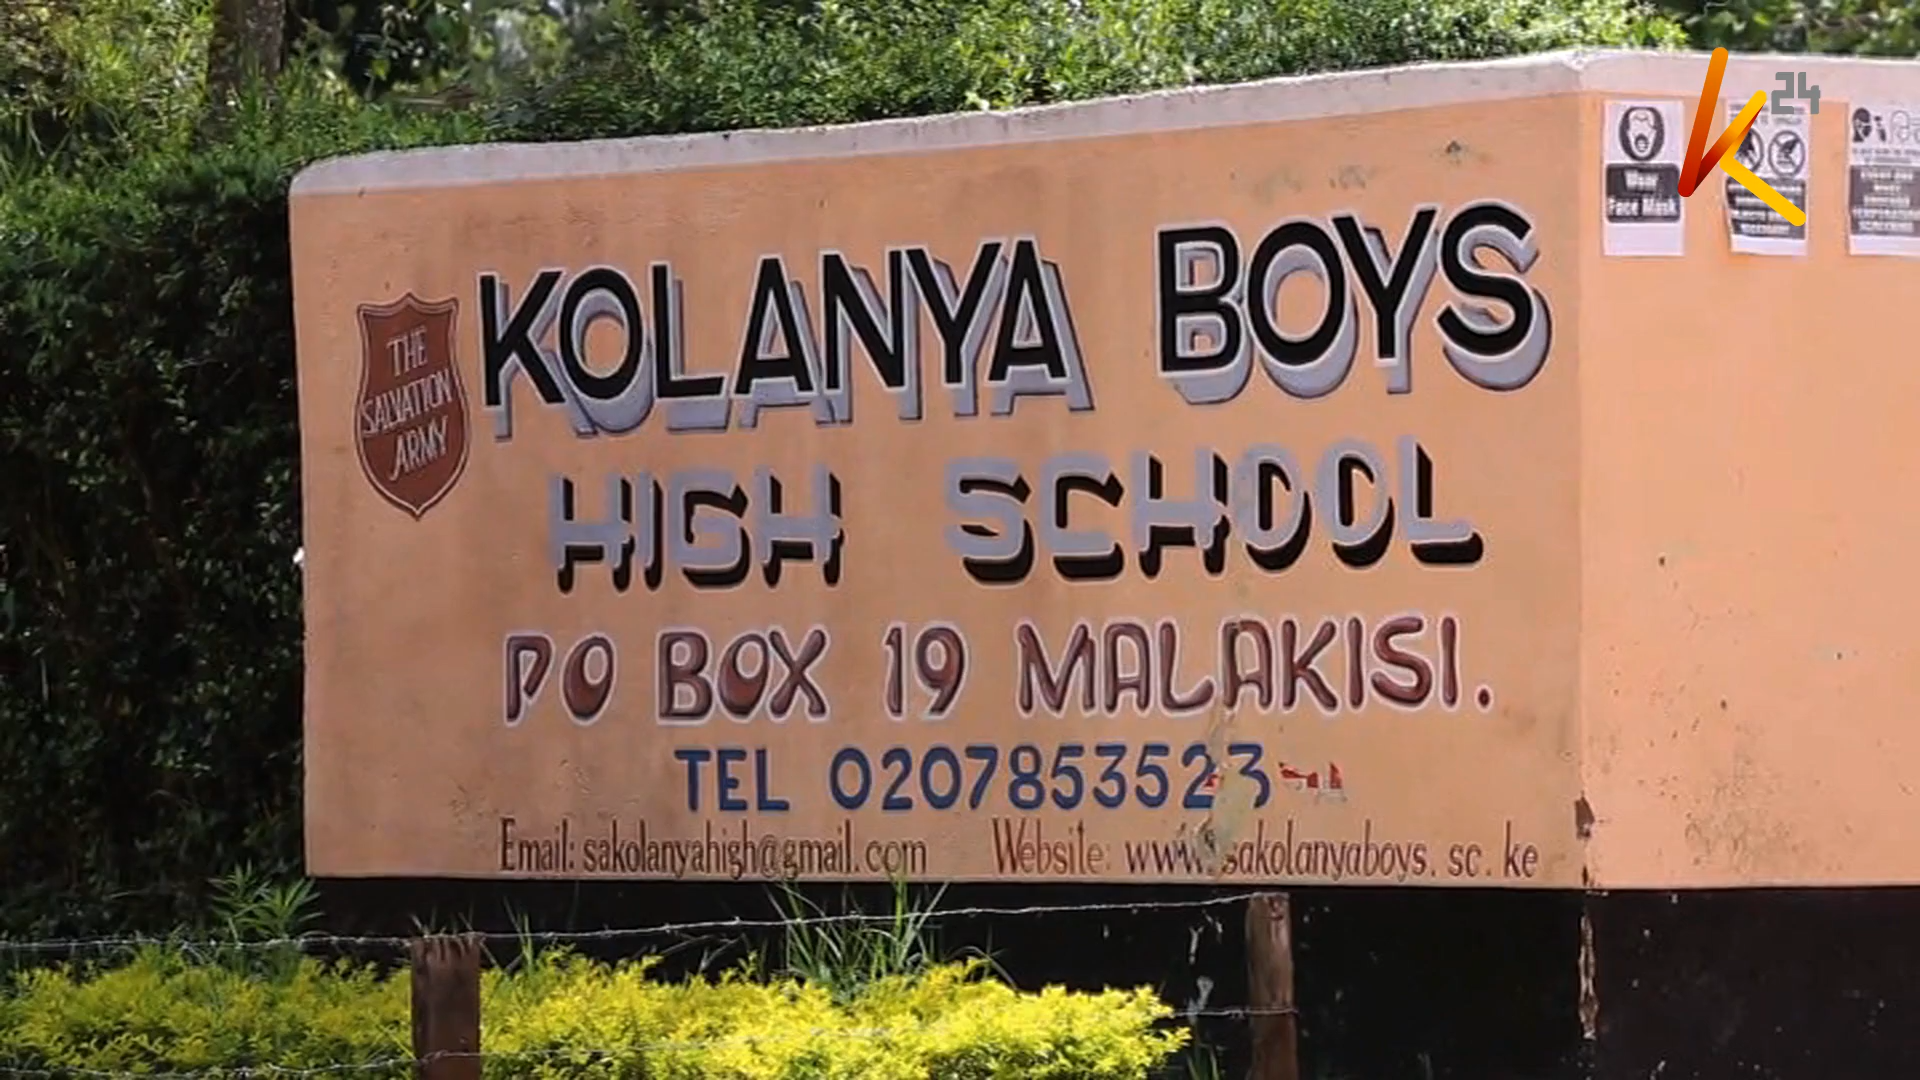 K24
Wear
Face Mask
THE
SALVATION
ARMY
KOLANYA BOYS
HIGH SCHOOL
PO BOX 19 MALAKISI.
TEL 0207853523
Email: sakolanyahigh@gmail.com Website: www.sakolanyaboys.sc.ke